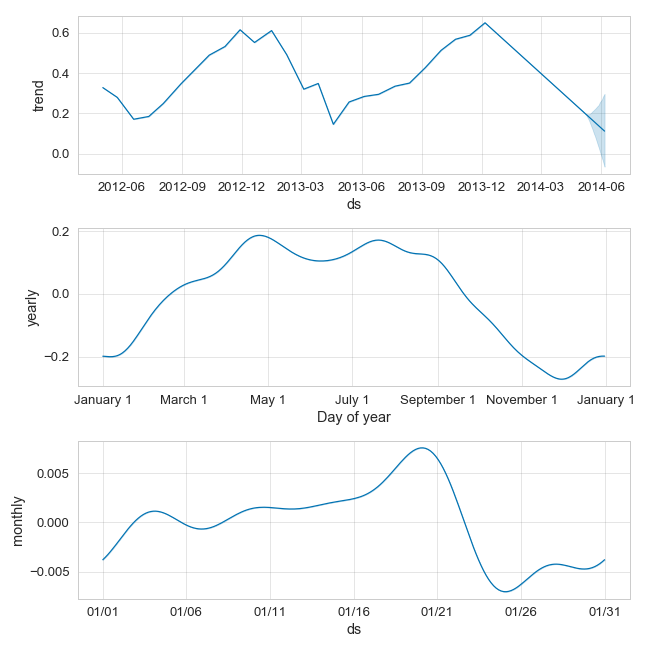 0.6
0.4
0.2
0.0
trend
2012-06 2012-09 2012-12 2013-03 2013-06 2013-09 2013-12 2014-03 2014-06
ds
0.2
0.0
−0.2
yearly
January 1 March 1 May 1 July 1 September 1 November 1 January 1
Day of year
0.005
0.000
−0.005
monthly
01/01 01/06 01/11 01/16 01/21 01/26 01/31
ds